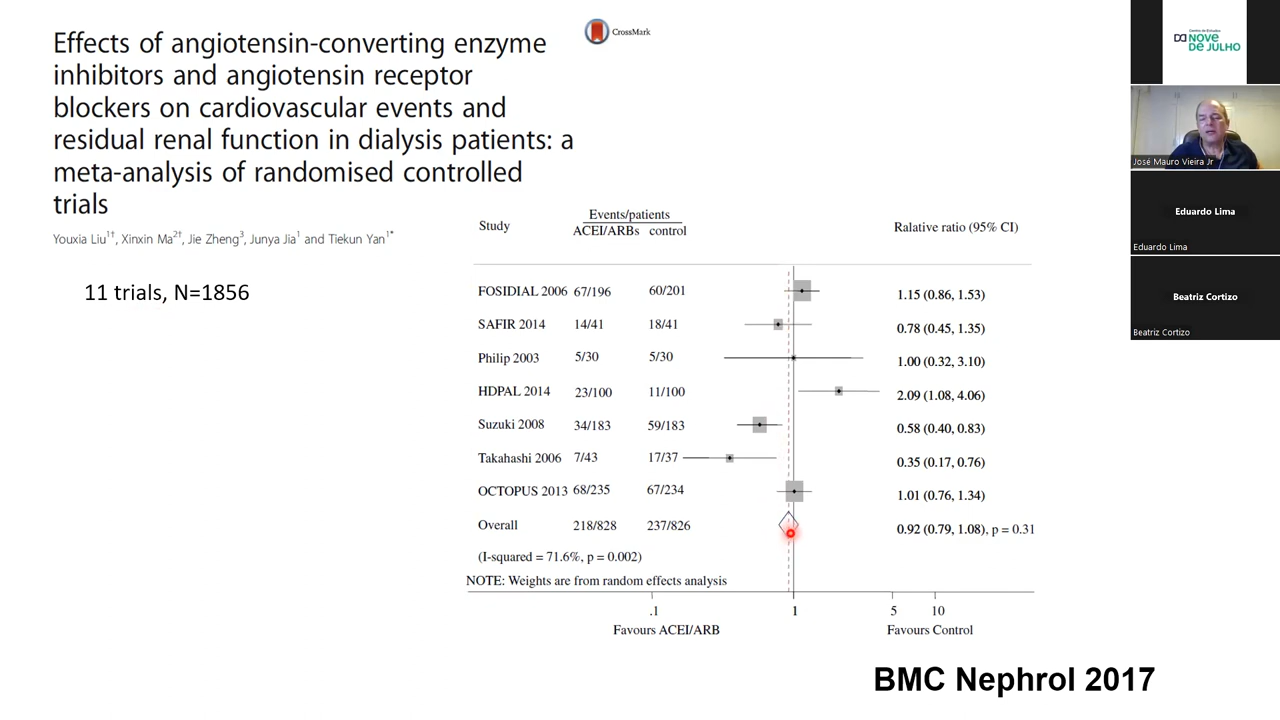 Effects of angiotensin-converting enzyme
inhibitors and angiotensin receptor
blockers on cardiovascular events and
residual renal function in dialysis patients: a
meta-analysis of randomised controlled
trials
CrossMark
Youxia Liu1†, Xinxin Ma2†, Jie Zheng3, Junya Jia1 and Tiekun Yan1*
11 trials, N=1856
Events/patients
Study ACEI/ARBs control Ralative ratio (95% CI)
FOSIDIAL 2006 67/196 60/201 1.15 (0.86, 1.53)
SAFIR 2014 14/41 18/41 0.78 (0.45, 1.35)
Philip 2003 5/30 5/30 1.00 (0.32, 3.10)
HDPAL 2014 23/100 11/100 2.09 (1.08, 4.06)
Suzuki 2008 34/183 59/183 0.58 (0.40, 0.83)
Takahashi 2006 7/43 17/37 0.35 (0.17, 0.76)
OCTOPUS 2013 68/235 67/234 1.01 (0.76, 1.34)
Overall 218/828 237/826 0.92 (0.79, 1.08), p = 0.31
(I-squared = 71.6%, p = 0.002)
NOTE: Weights are from random effects analysis
.1 1 5 10
Favours ACEI/ARB Favours Control
BMC Nephrol 2017
Centro de Estudos
NOVE
DE JULHO
José Mauro Vieira Jr
Eduardo Lima
Eduardo Lima
Beatriz Cortizo
Beatriz Cortizo